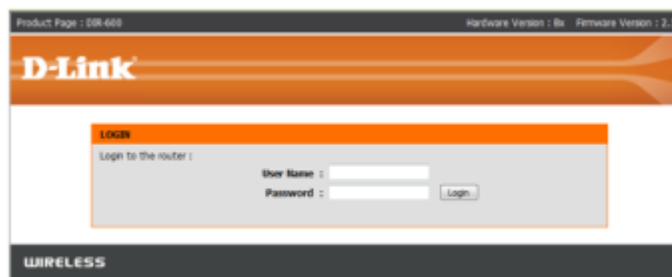 Product Page : DIR-600 Hardware Version : Bx Firmware Version : 2.
D-Link
LOGIN
Login to the router :
User Name :
Password : Login
WIRELESS